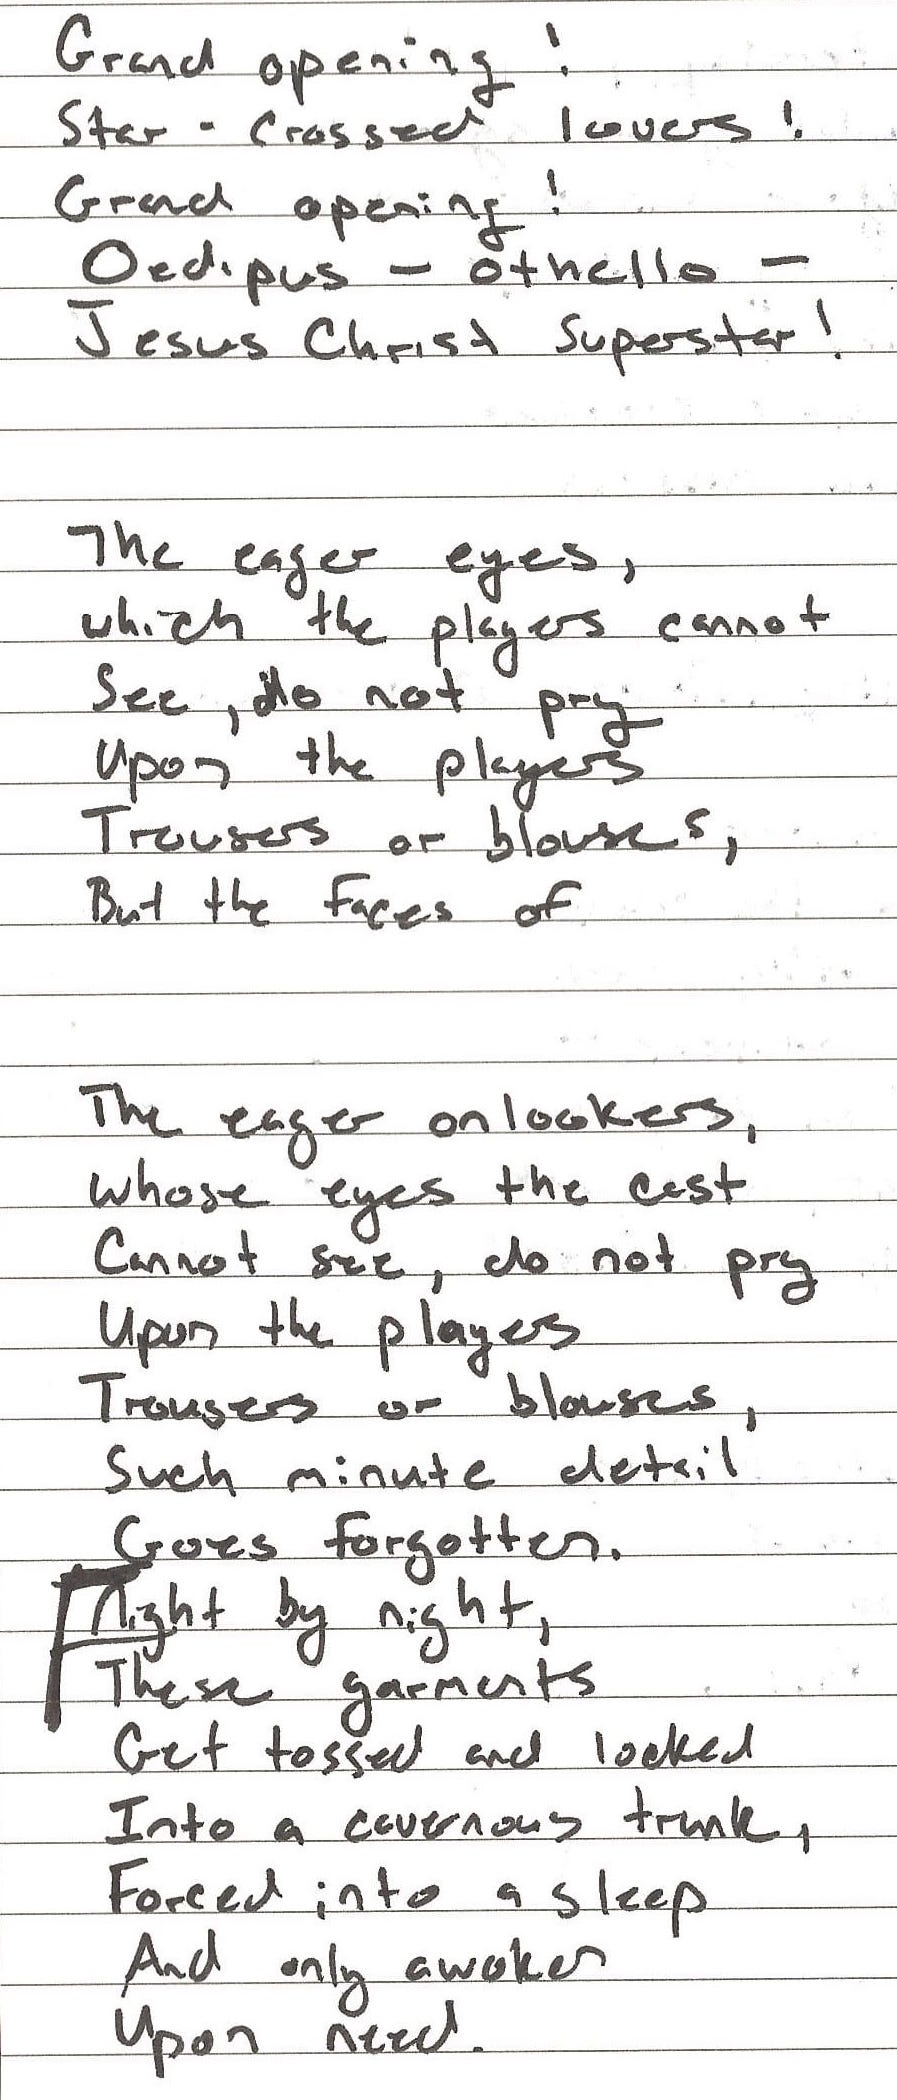 Grand opening!
Star-crossed lovers!
Grand opening!
Oedipus - Othello -
Jesus Christ Superstar!
The eager eyes,
which the players cannot
See, do not pry
Upon the players
Trousers or blouses,
But the faces of
The eager onlookers,
Whose eyes the cast
Cannot see, do not pry
Upon the players
Trousers or blouses,
Such minute detail
Goes forgotten.
Night by night,
These garments
Get tossed and locked
Into a cavernous trunk,
Forced into a sleep
And only awoken
Upon need.